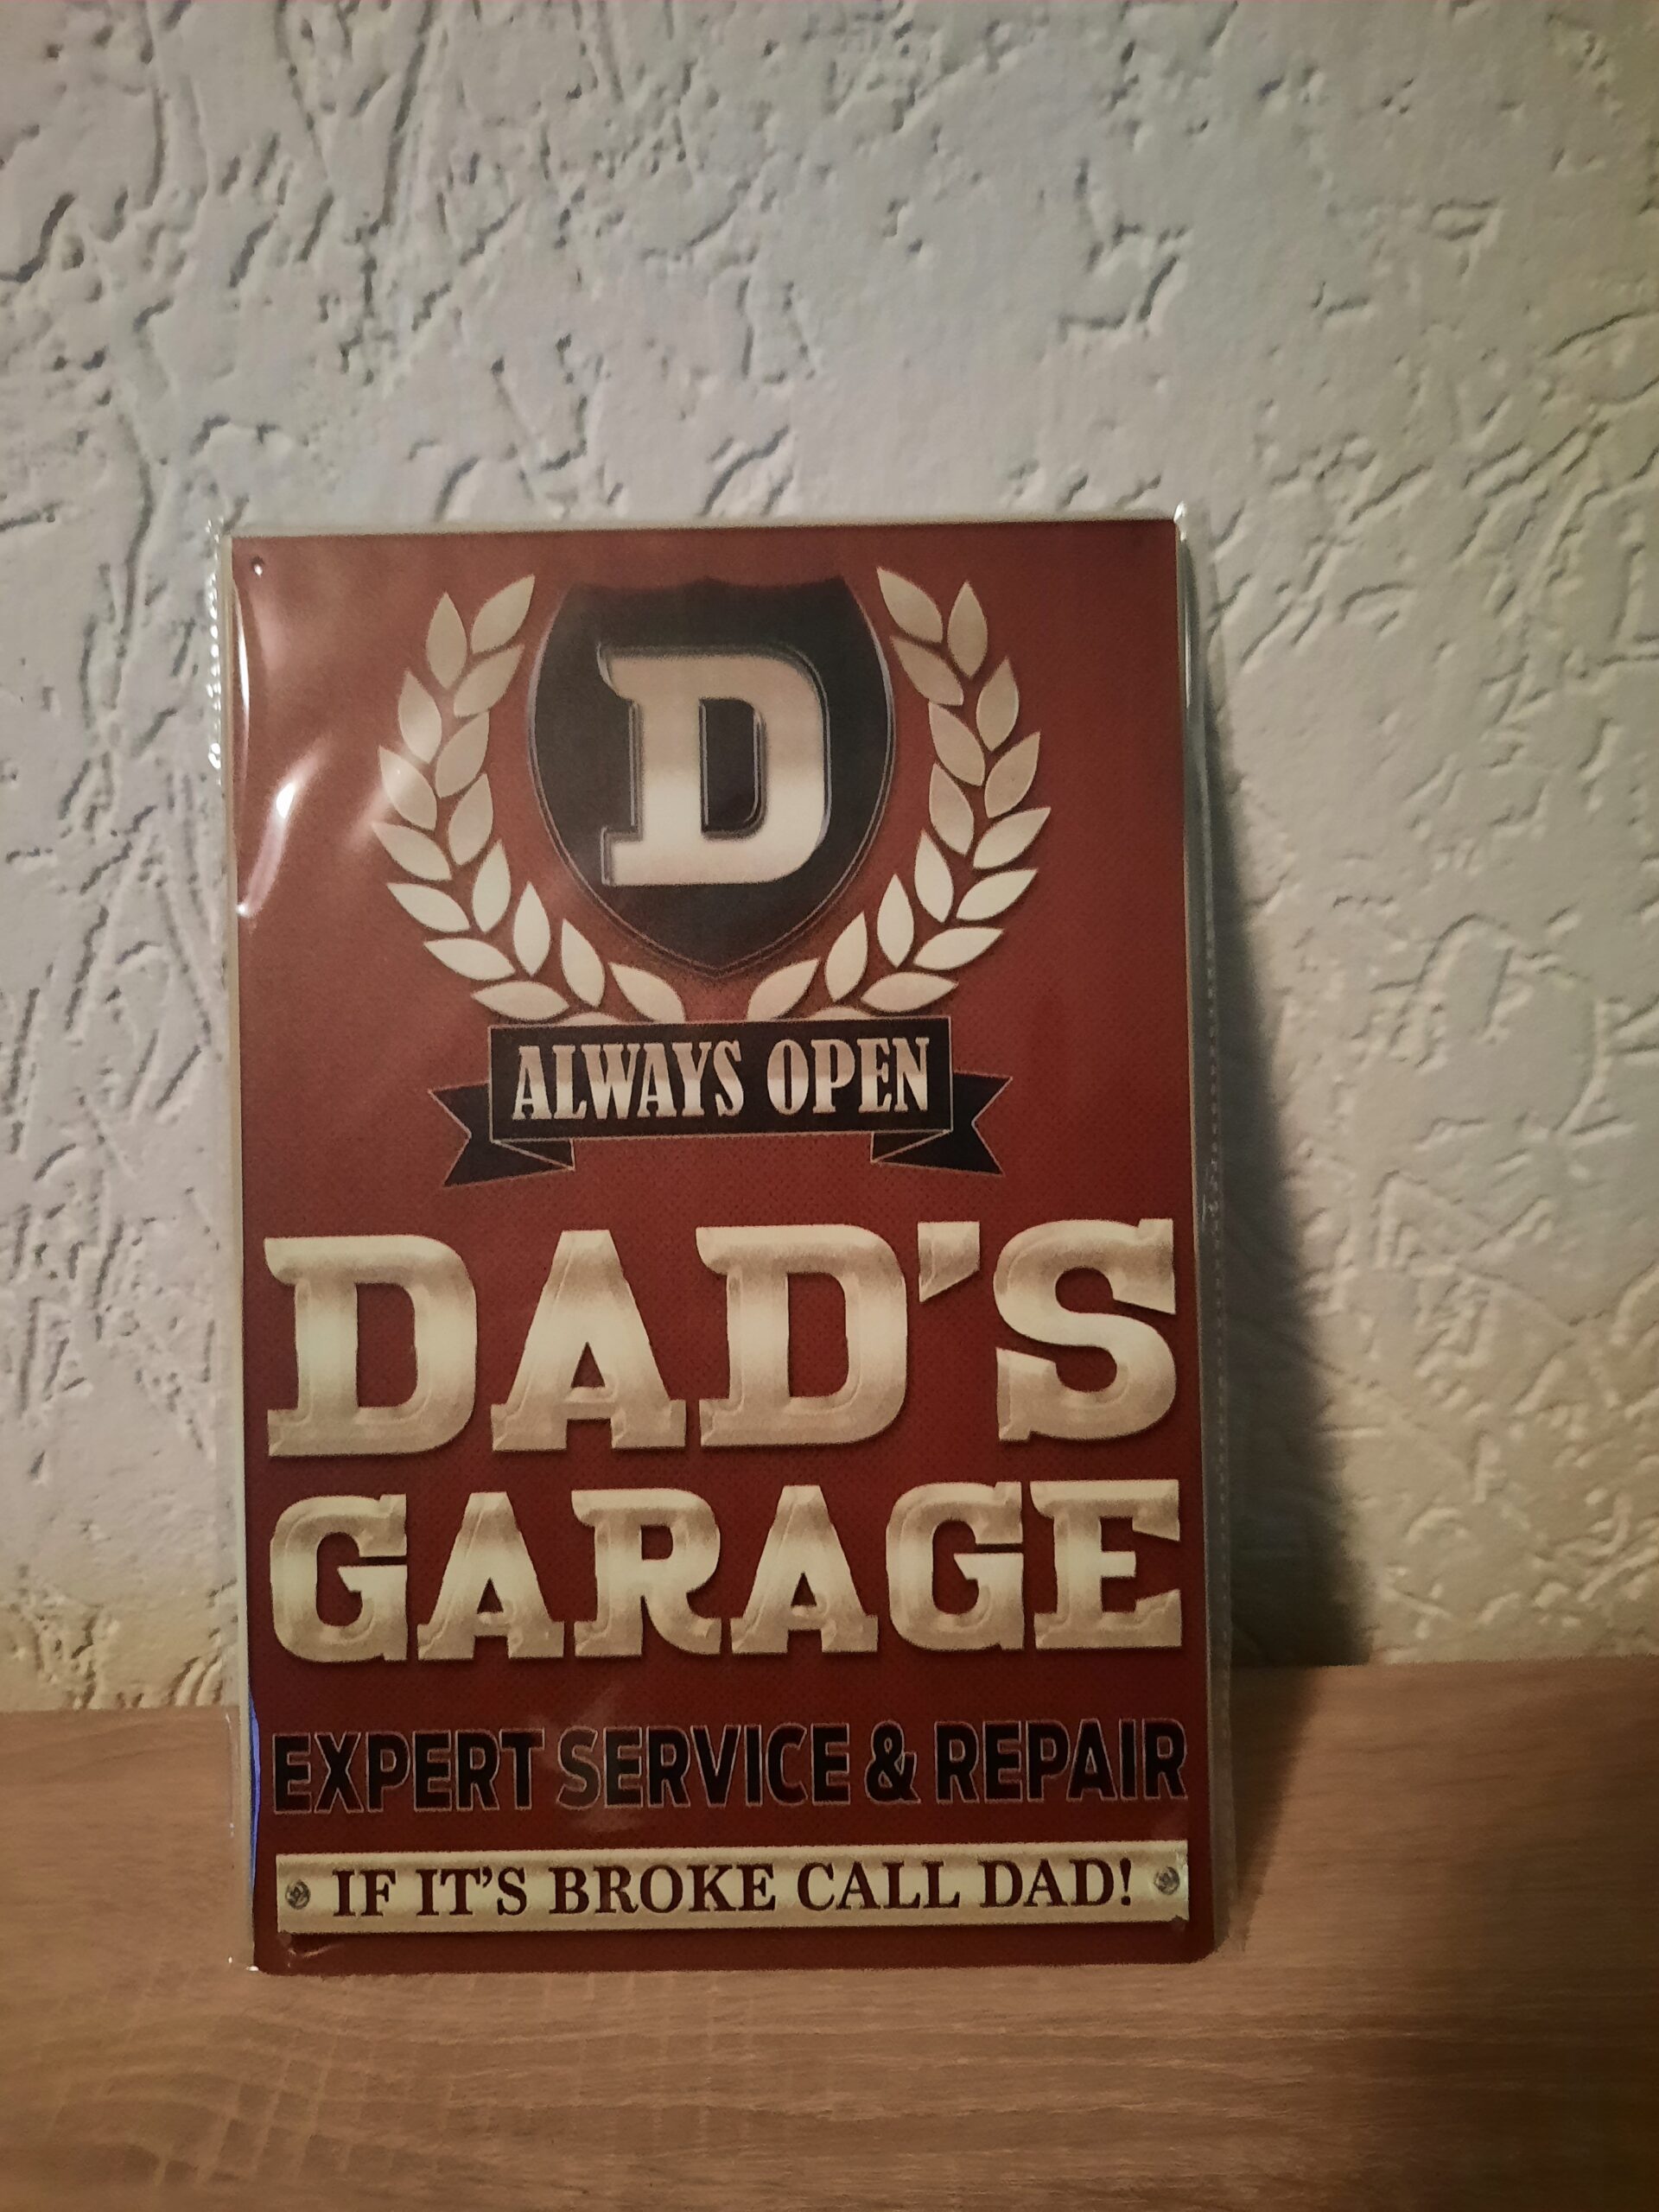 D
ALWAYS OPEN
DAD'S
GARAGE
EXPERT SERVICE & REPAIR
IF IT'S BROKE CALL DAD!